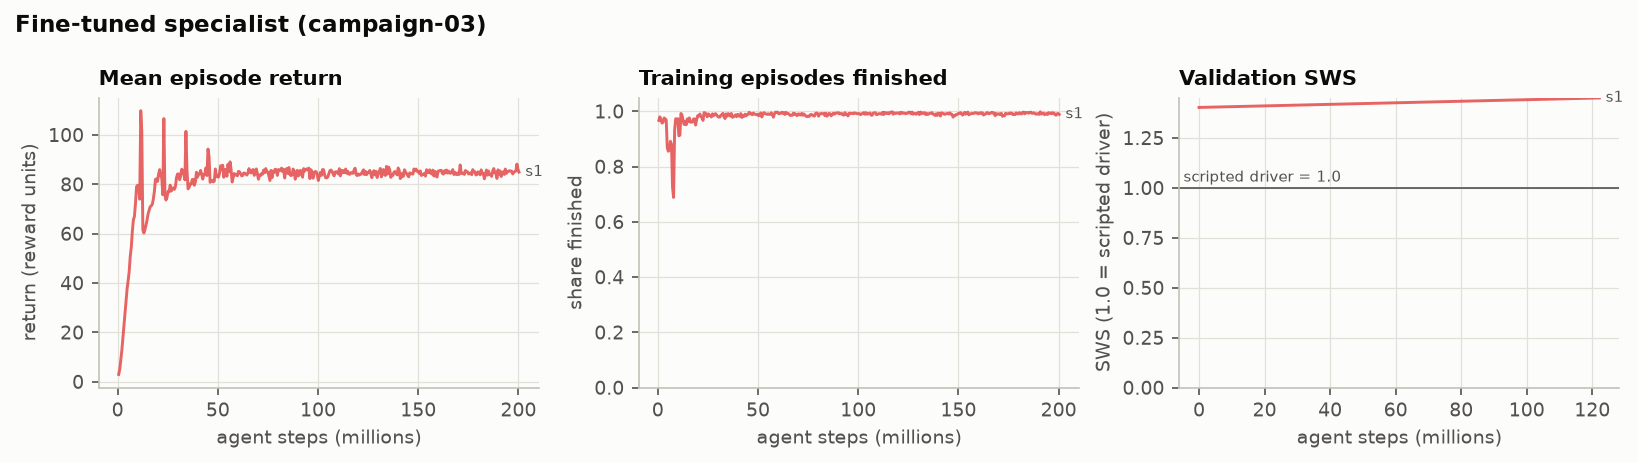 Fine-tuned specialist (campaign-03)
Mean episode return
return (reward units)
100
80
60
40
20
0
s1
0 50 100 150 200
agent steps (millions)
Training episodes finished
share finished
1.0
0.8
0.6
0.4
0.2
0.0
s1
0 50 100 150 200
agent steps (millions)
Validation SWS
SWS (1.0 = scripted driver)
s1
1.25
scripted driver = 1.0
1.00
0.75
0.50
0.25
0.00
0 20 40 60 80 100 120
agent steps (millions)